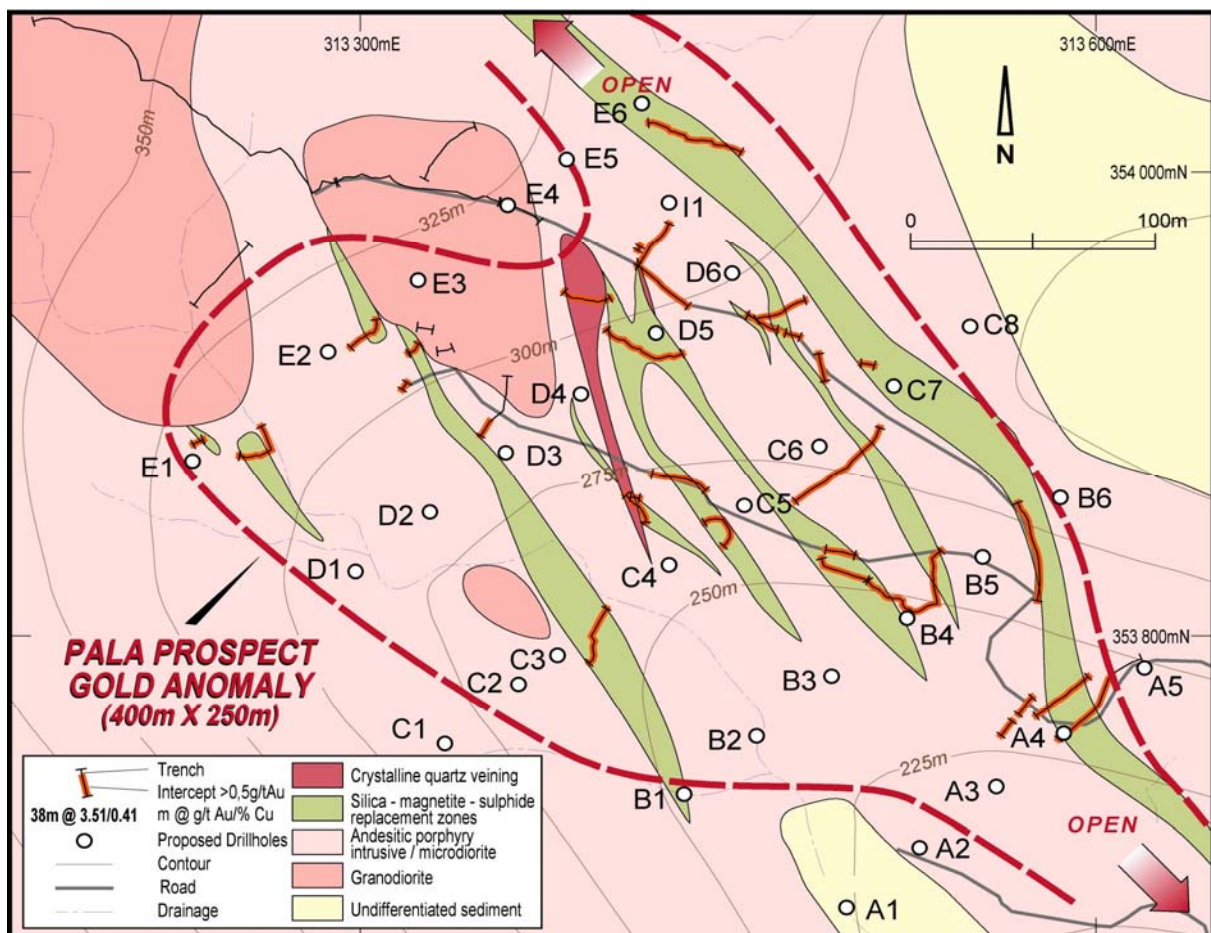 313 300mE
313 600mE
OPEN
E6
350m
E5
354 000mN
N
E4
I1
325m
0 100m
D6
E3
C8
D5
E2
300m
C7
D4
E1
D3
C6
275m
B6
D2
C5
D1
C4
B5
250m
B4
353 800mN
PALA PROSPECT
GOLD ANOMALY
(400m X 250m)
C3
C2
B3
A5
C1
B2
A4
225m
B1
A3
OPEN
A2
A1
Trench
Intercept >0,5g/tAu
38m @ 3.51/0.41 m @ g/t Au/% Cu
Proposed Drillholes
Contour
Road
Drainage
Crystalline quartz veining
Silica - magnetite - sulphide
replacement zones
Andesitic porphyry
intrusive / microdiorite
Granodiorite
Undifferentiated sediment